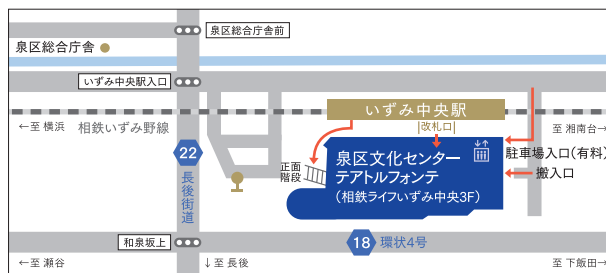 泉区総合庁舎前
泉区総合庁舎
いずみ中央駅入口
いずみ中央駅
←至 横浜
相鉄いずみ野線
改札口
至 湘南台→
22
長後街道
正面
階段
泉区文化センター
テアトルフォンテ
(相鉄ライフいずみ中央3F)
駐車場入口(有料)
搬入口
和泉坂上
18 環状4号
←至 瀬谷
↓至 長後
至 下飯田→